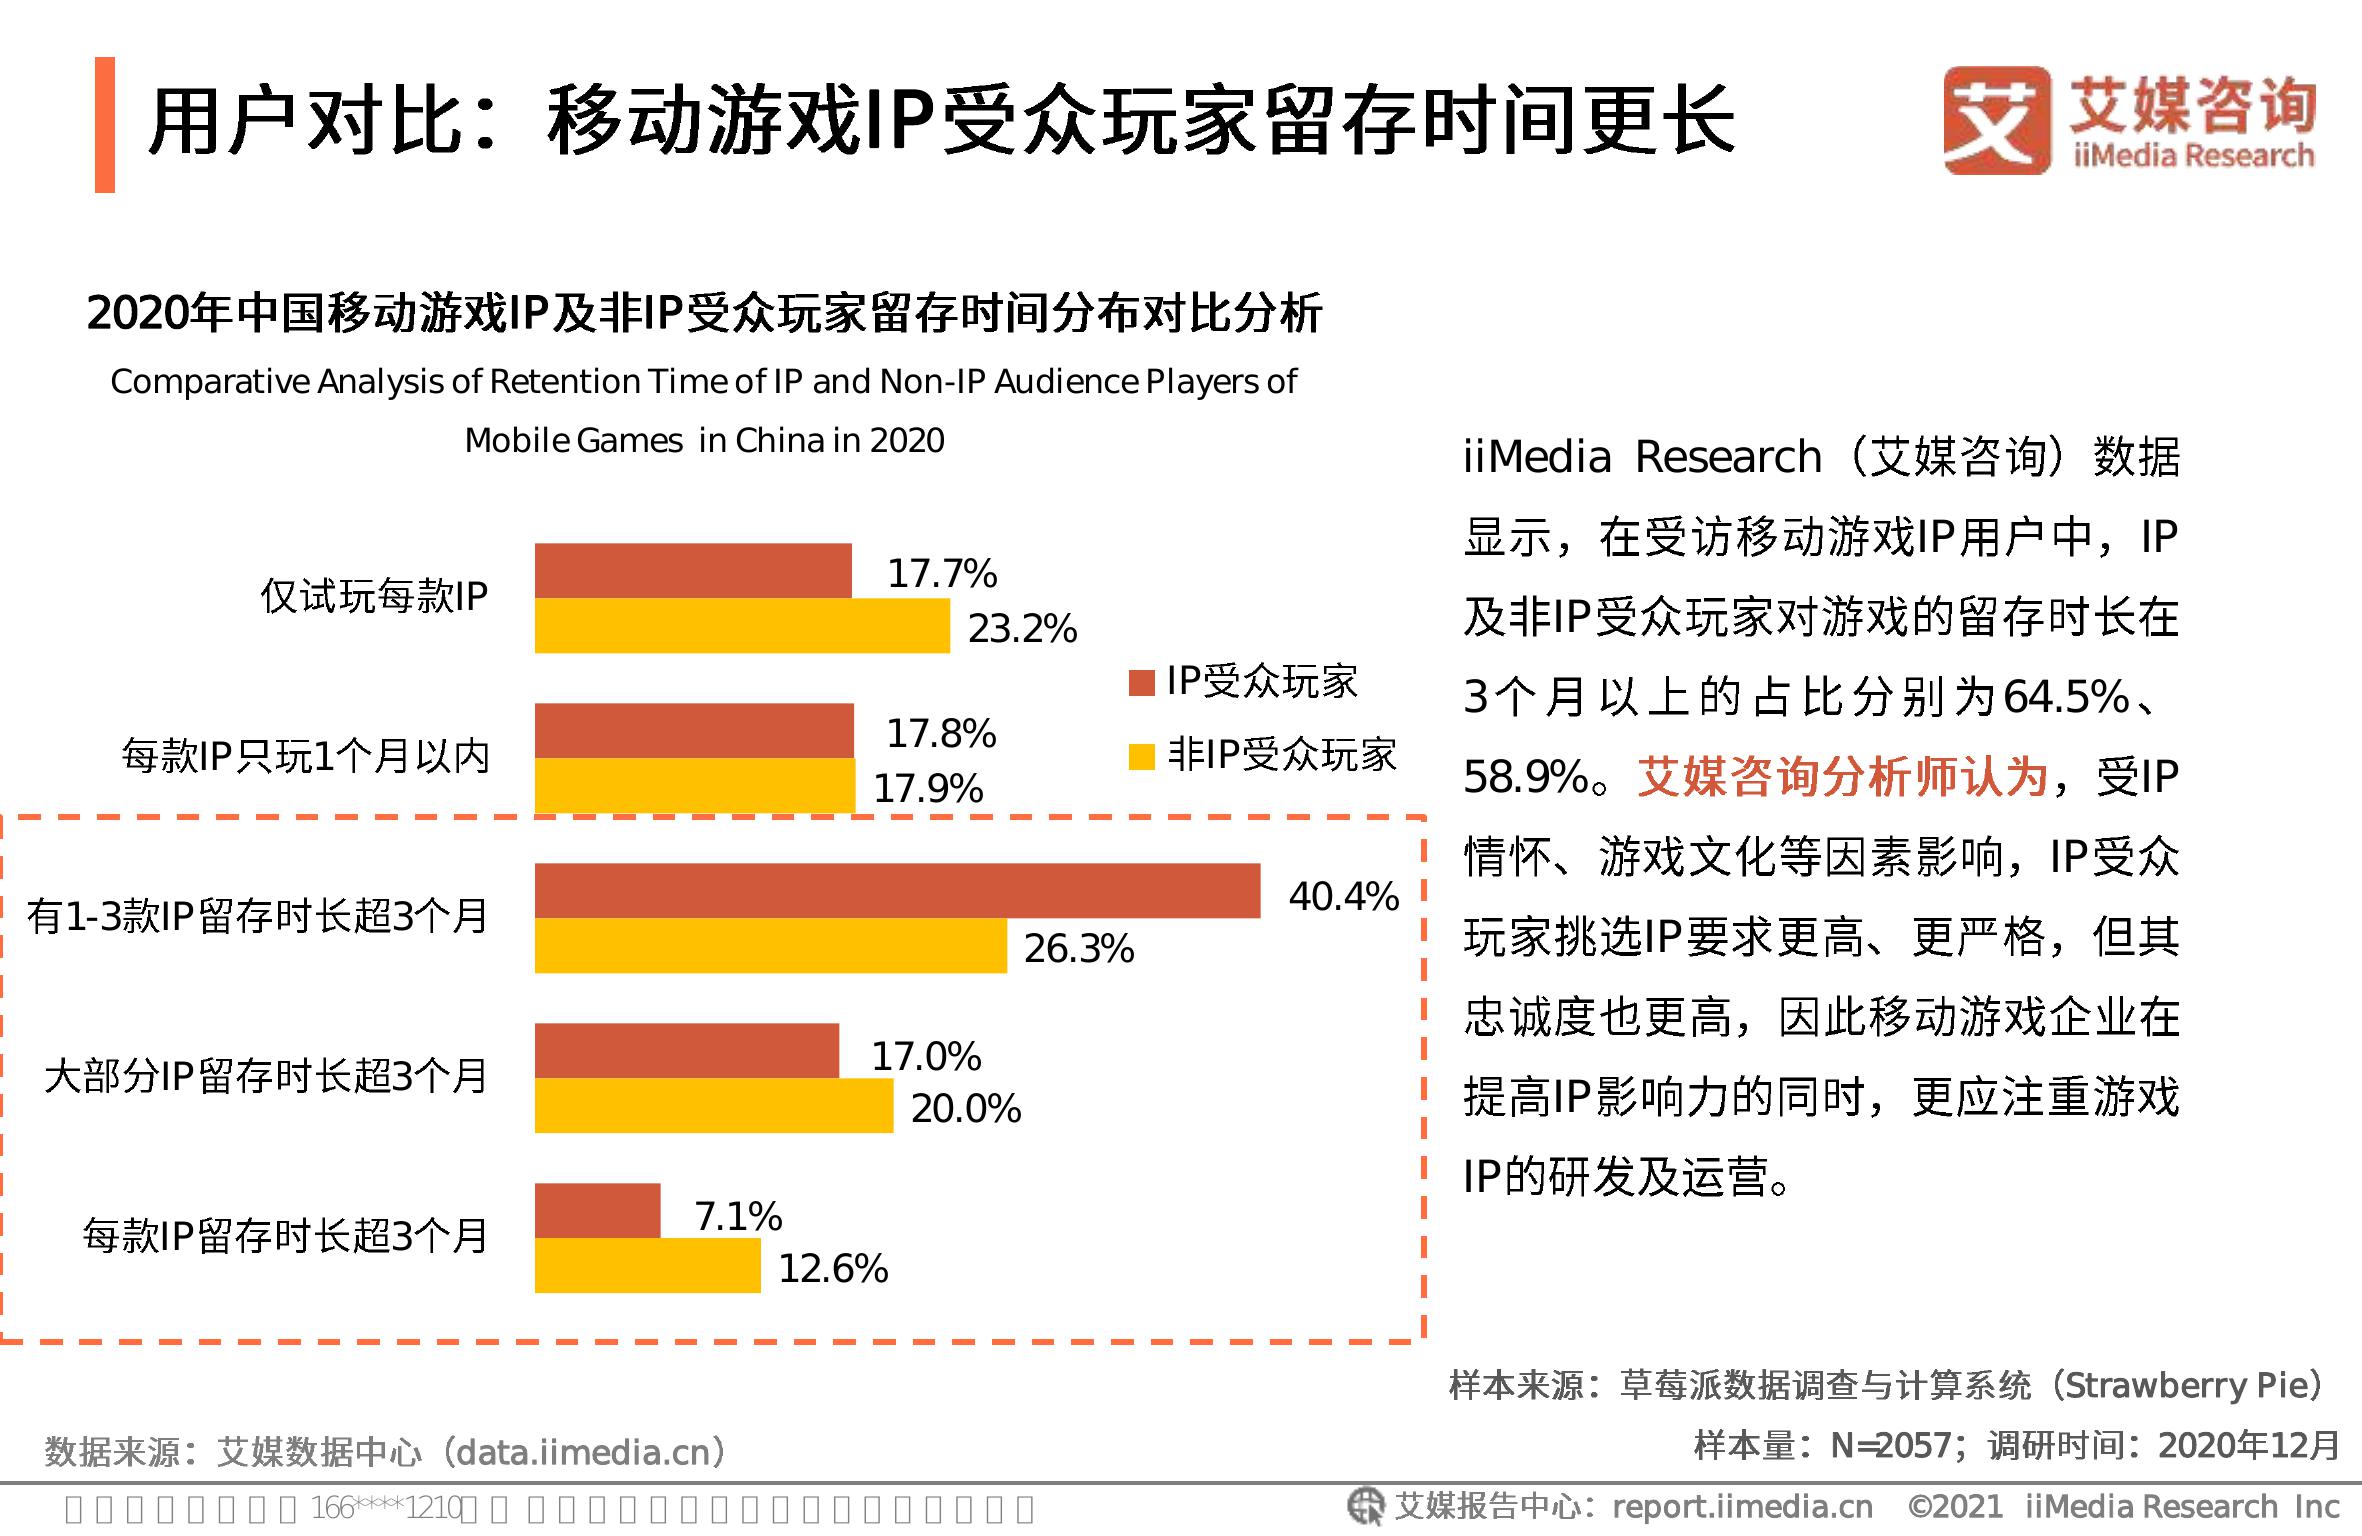 用户对比：移动游戏IP受众玩家留存时间更长
艾 艾媒咨询
iiMedia Research
2020年中国移动游戏IP及非IP受众玩家留存时间分布对比分析
Comparative Analysis of Retention Time of IP and Non-IP Audience Players of
Mobile Games in China in 2020
仅试玩每款IP
17.7%
23.2%
每款IP只玩1个月以内
17.8%
17.9%
IP受众玩家
非IP受众玩家
有1-3款IP留存时长超3个月
40.4%
26.3%
大部分IP留存时长超3个月
17.0%
20.0%
每款IP留存时长超3个月
7.1%
12.6%
iiMedia Research（艾媒咨询）数据
显示，在受访移动游戏IP用户中，IP
及非IP受众玩家对游戏的留存时长在
3个月以上的占比分别为64.5%、
58.9%。艾媒咨询分析师认为，受IP
情怀、游戏文化等因素影响，IP受众
玩家挑选IP要求更高、更严格，但其
忠诚度也更高，因此移动游戏企业在
提高IP影响力的同时，更应注重游戏
IP的研发及运营。
样本来源：草莓派数据调查与计算系统（Strawberry Pie）
数据来源：艾媒数据中心（data.iimedia.cn）
样本量：N=2057；调研时间：2020年12月
166****1210
艾媒报告中心：report.iimedia.cn ©2021 iiMedia Research Inc